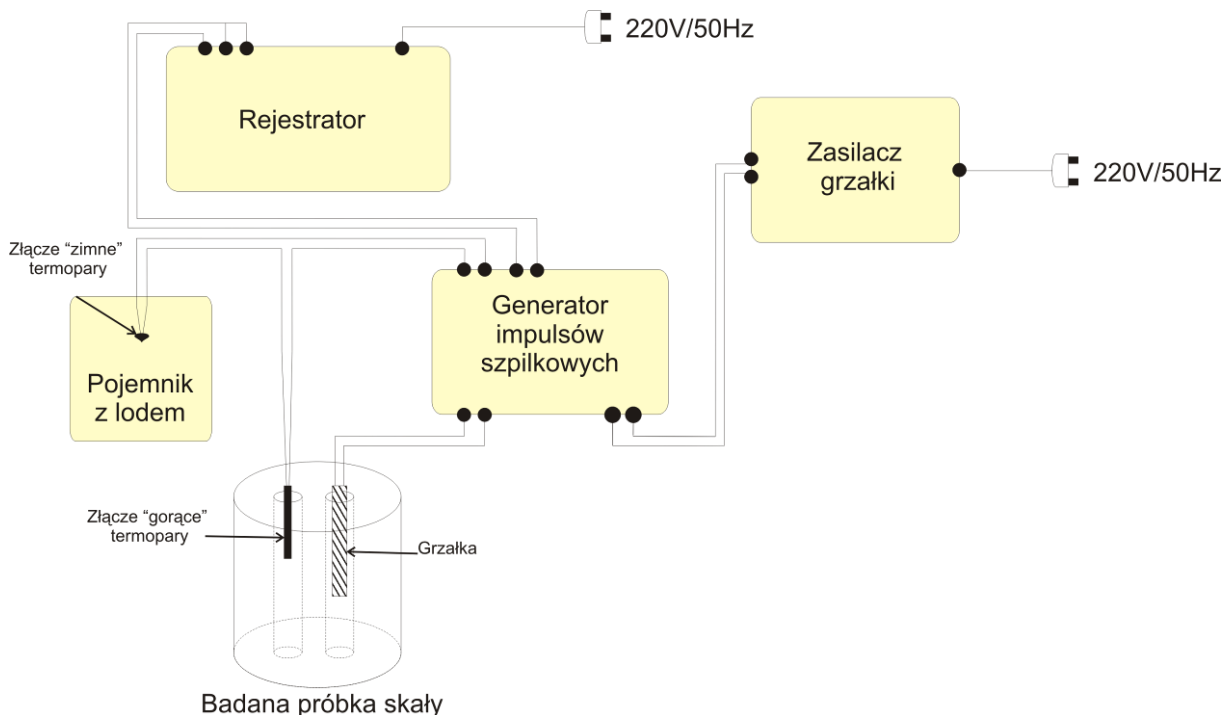 220V/50Hz
Rejestrator
Zasilacz
grzałki
220V/50Hz
Złącze “zimne”
termopary
Generator
impulsów
szpilkowych
Pojemnik
z lodem
Złącze “gorące”
termopary
Grzałka
Badana próbka skały